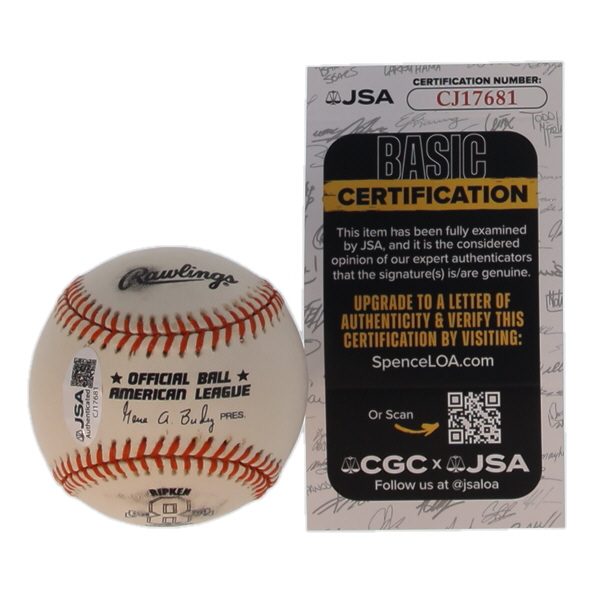 Rawlings
★ OFFICIAL BALL ★
AMERICAN LEAGUE
Gene A. Budig PRES.
JSA
Authenticated
CJ17681
RIPKEN
8
JSA
CERTIFICATION NUMBER:
CJ17681
BASIC
CERTIFICATION
This item has been fully examined
by JSA, and it is the considered
opinion of our expert authenticators
that the signature(s) is/are genuine.
UPGRADE TO A LETTER OF
AUTHENTICITY & VERIFY THIS
CERTIFICATION BY VISITING:
SpenceLOA.com
Or Scan
CGC x JSA
Follow us at @jsaloa